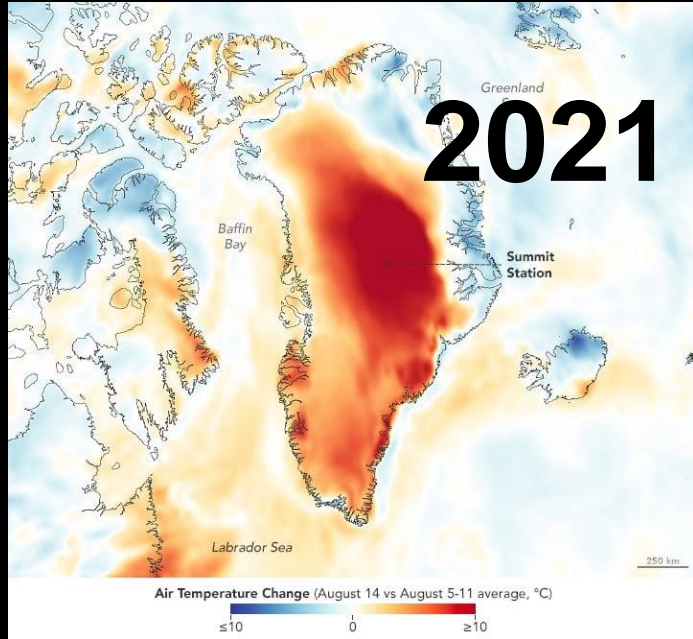 Greenland
2021
Baffin
Bay
Summit
Station
Labrador Sea
250 km
Air Temperature Change (August 14 vs August 5-11 average, °C)
≤10 0 ≥10